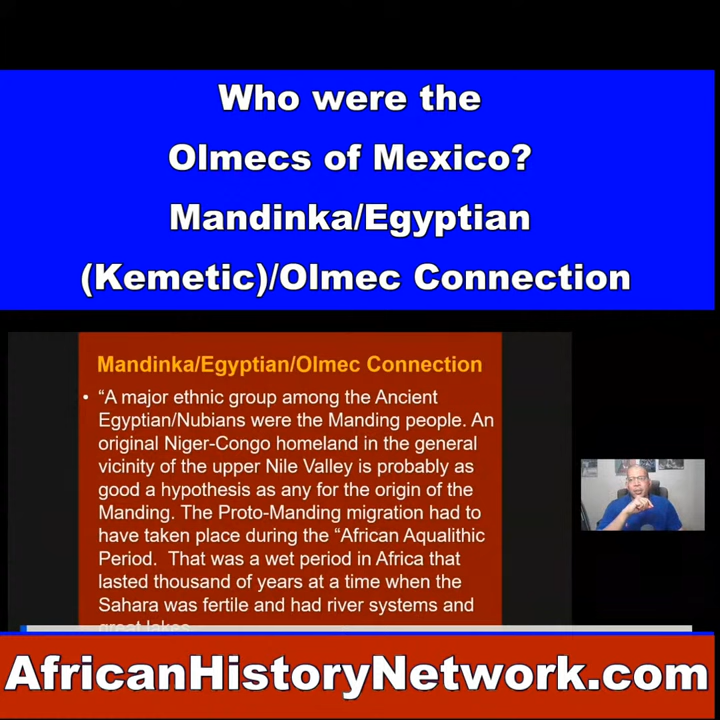 Who were the
Olmecs of Mexico?
Mandinka/Egyptian
(Kemetic)/Olmec Connection
Mandinka/Egyptian/Olmec Connection
• “A major ethnic group among the Ancient
Egyptian/Nubians were the Manding people. An
original Niger-Congo homeland in the general
vicinity of the upper Nile Valley is probably as
good a hypothesis as any for the origin of the
Manding. The Proto-Manding migration had to
have taken place during the “African Aqualithic
Period.  That was a wet period in Africa that
lasted thousand of years at a time when the
Sahara was fertile and had river systems and
great lakes.
AfricanHistoryNetwork.com